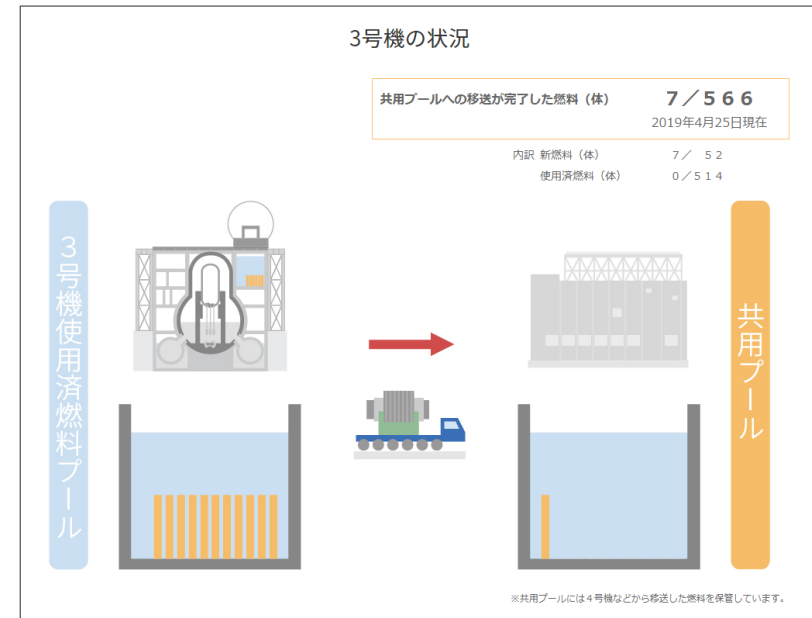 3号機の状況
共用プールへの移送が完了した燃料（体） 7／566
2019年4月25日現在
内訳 新燃料（体） 7／ 52
使用済燃料（体） 0／514
3号機使用済燃料プール
共用プール
※共用プールには４号機などから移送した燃料を保管しています。